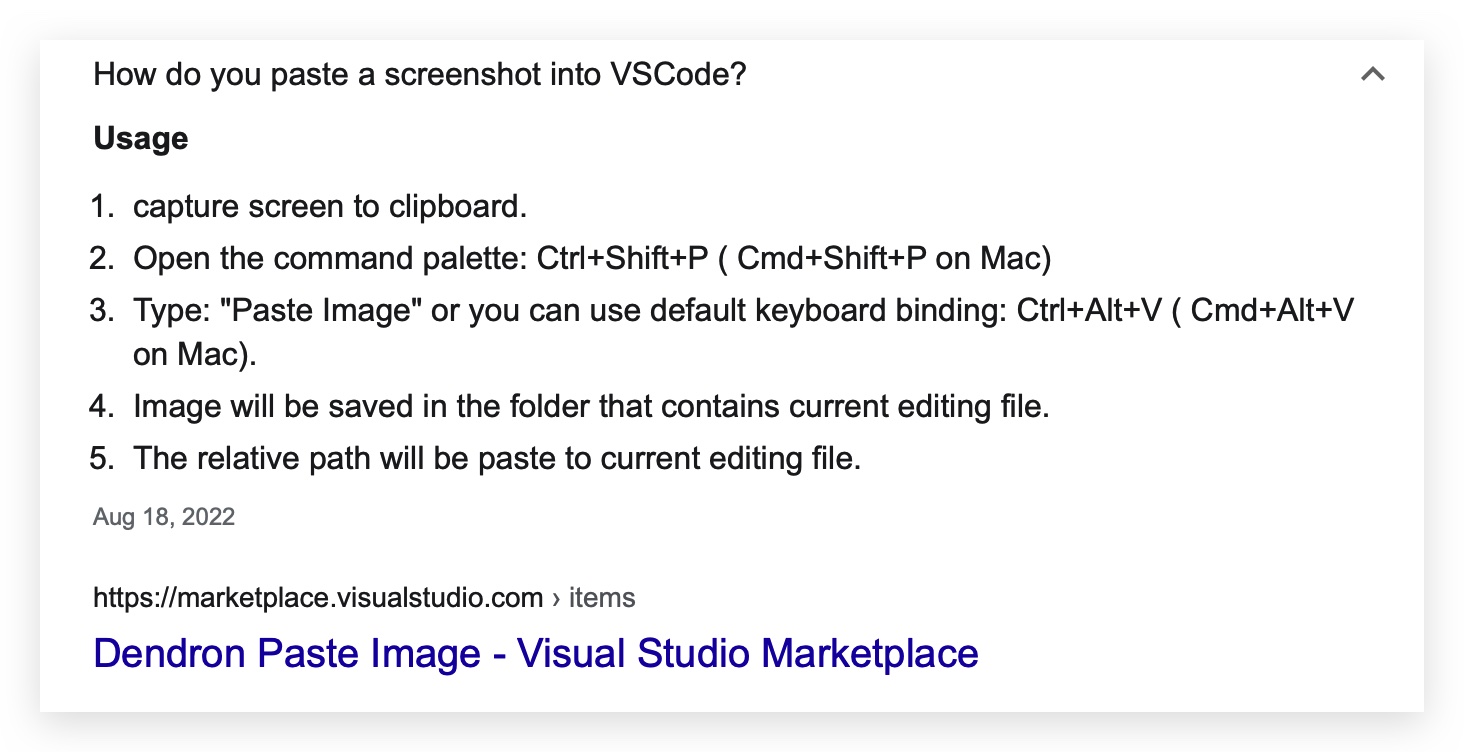 How do you paste a screenshot into VSCode?
Usage
1. capture screen to clipboard.
2. Open the command palette: Ctrl+Shift+P ( Cmd+Shift+P on Mac)
3. Type: "Paste Image" or you can use default keyboard binding: Ctrl+Alt+V ( Cmd+Alt+V
on Mac).
4. Image will be saved in the folder that contains current editing file.
5. The relative path will be paste to current editing file.
Aug 18, 2022
https://marketplace.visualstudio.com › items
Dendron Paste Image - Visual Studio Marketplace